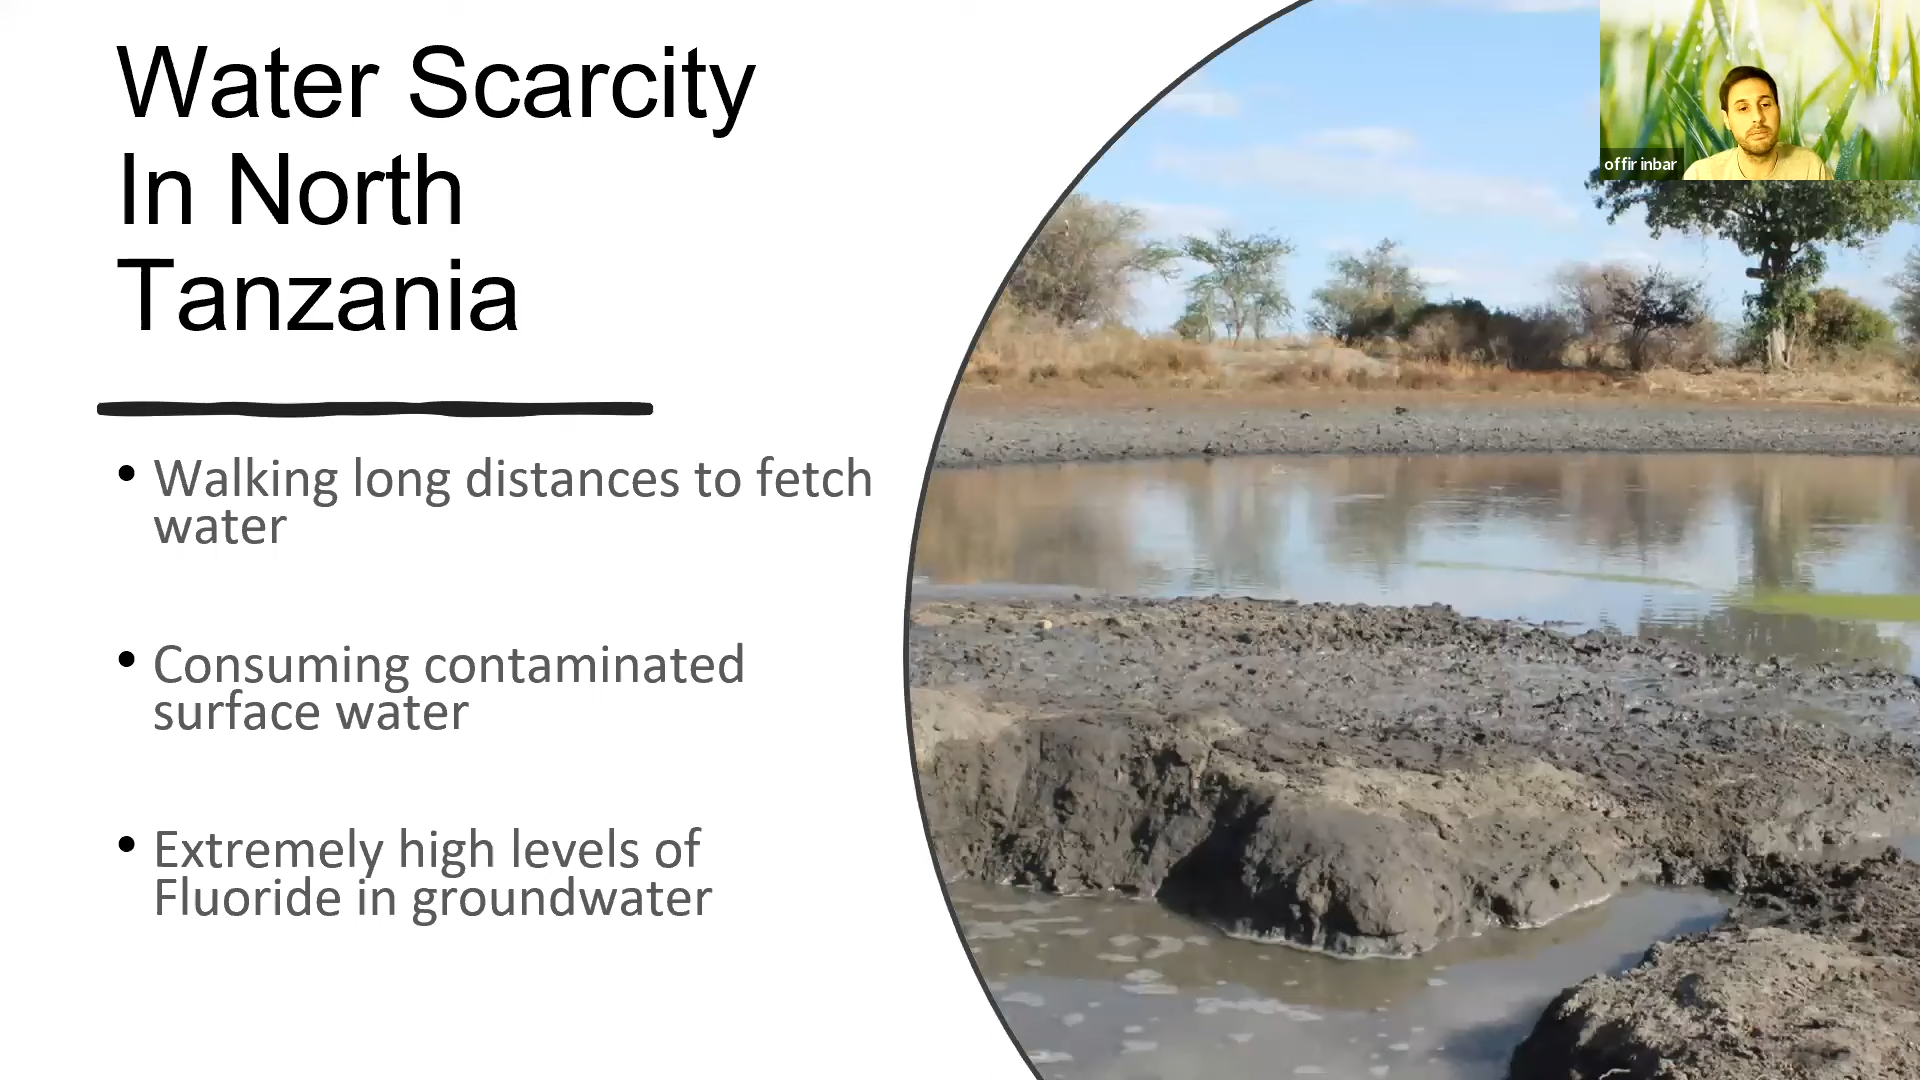 Water Scarcity
In North
Tanzania
• Walking long distances to fetch
water
• Consuming contaminated
surface water
• Extremely high levels of
Fluoride in groundwater
offir inbar